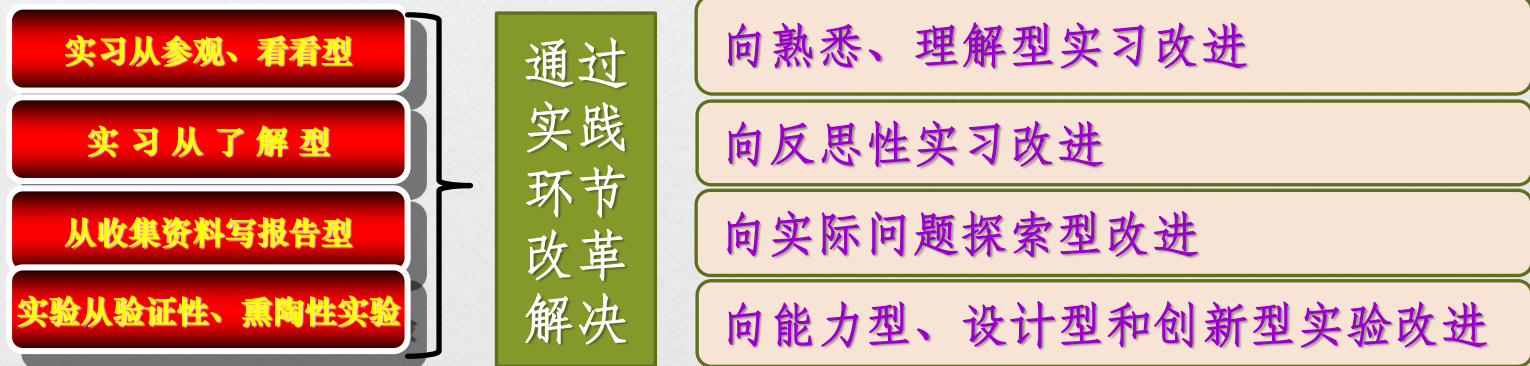 实习从参观、看看型
实习从了解型
从收集资料写报告型
实验从验证性、熏陶性实验
通过
实践
环节
改革
解决
向熟悉、理解型实习改进
向反思性实习改进
向实际问题探索型改进
向能力型、设计型和创新型实验改进